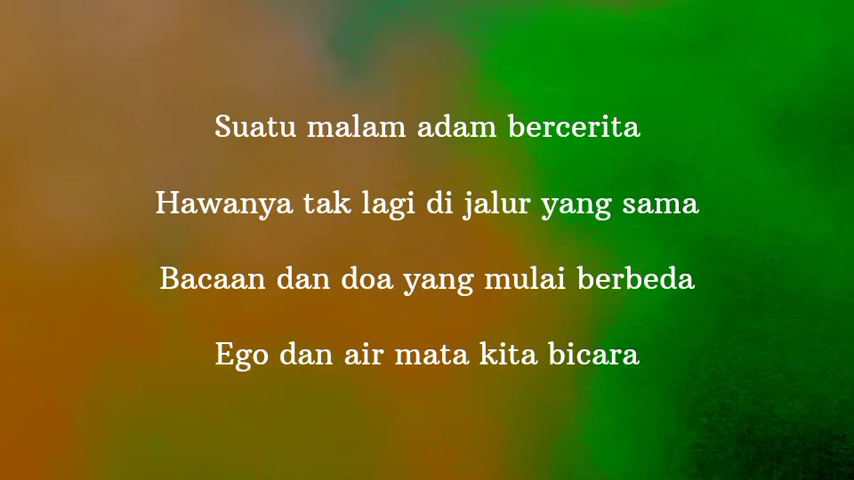 Suatu malam adam bercerita
Hawanya tak lagi di jalur yang sama
Bacaan dan doa yang mulai berbeda
Ego dan air mata kita bicara